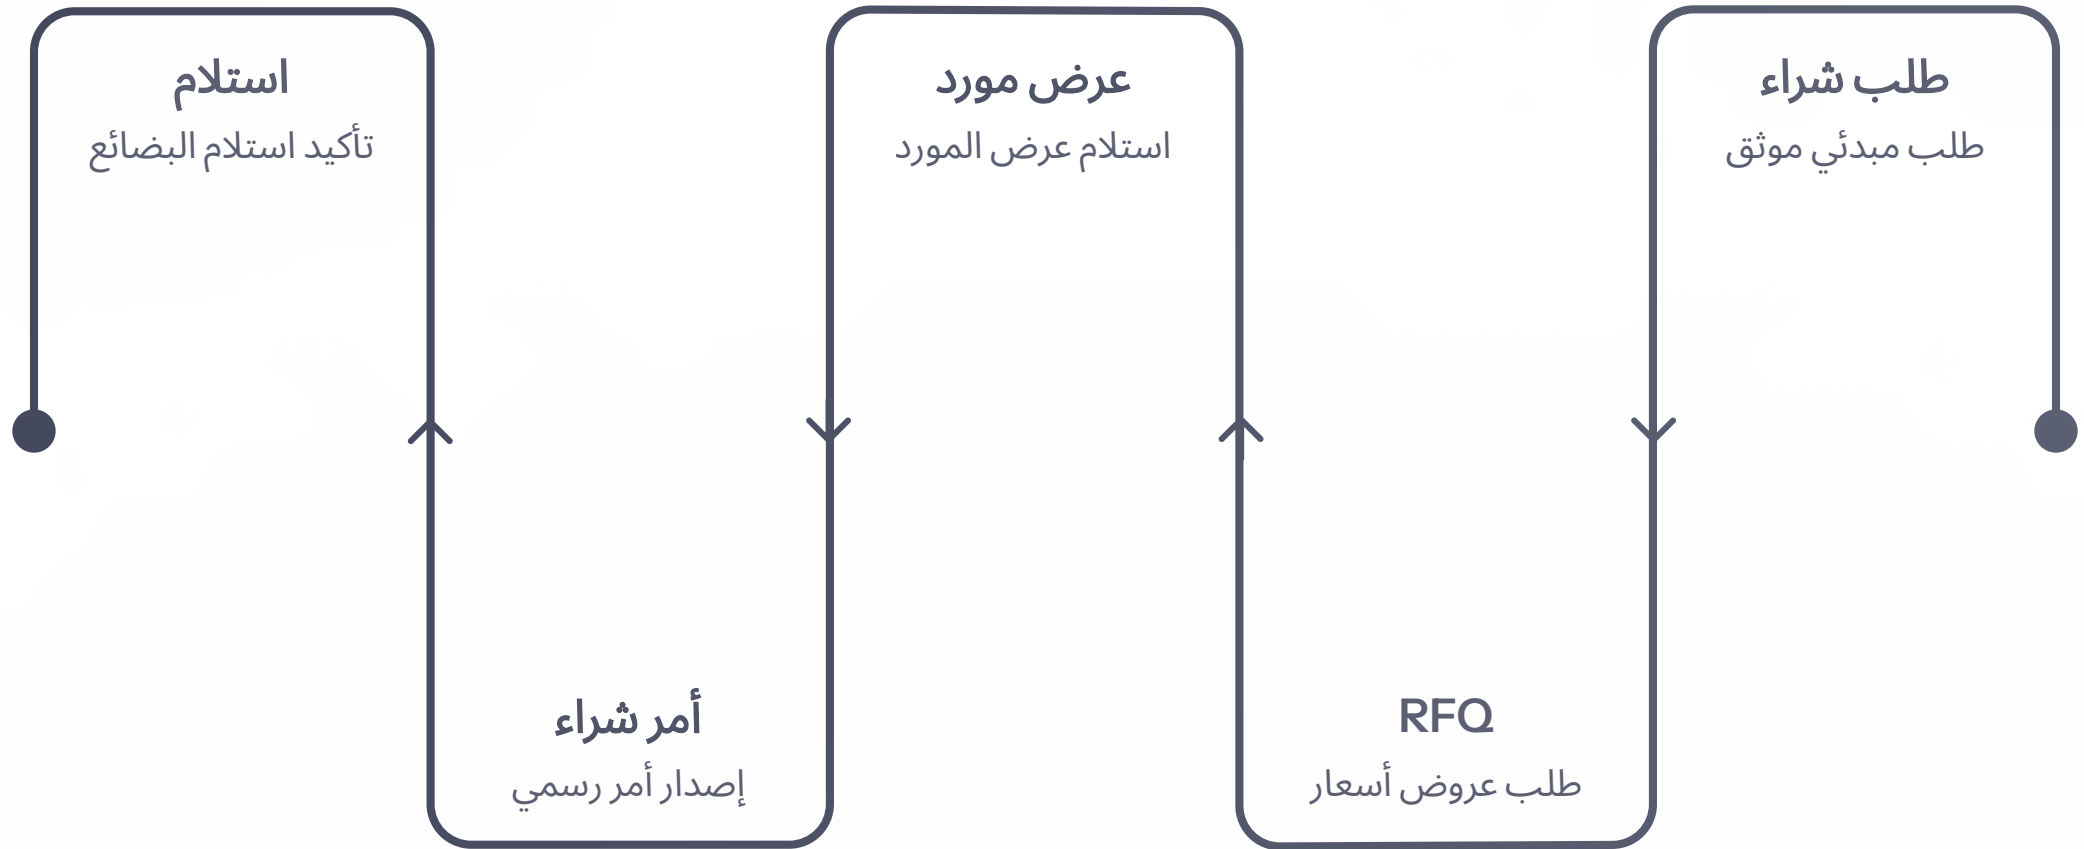 طلب شراء
طلب مبدئي موثق
RFQ
طلب عروض أسعار
عرض مورد
استلام عرض المورد
أمر شراء
إصدار أمر رسمي
استلام
تأكيد استلام البضائع